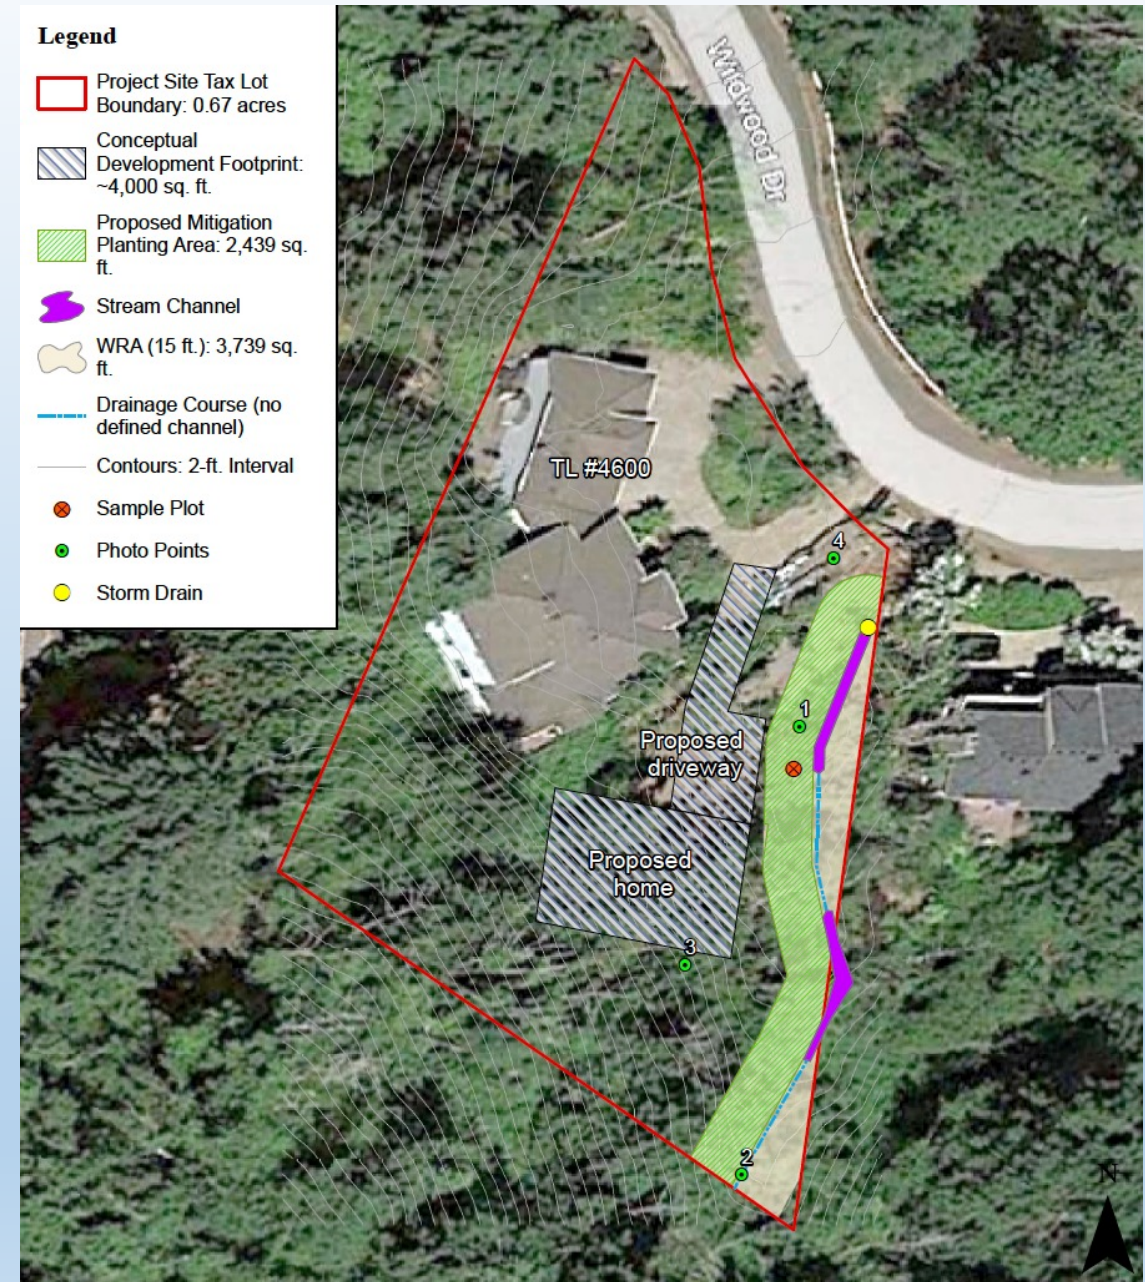 Legend
Project Site Tax Lot
Boundary: 0.67 acres
Conceptual
Development Footprint:
~4,000 sq. ft.
Proposed Mitigation
Planting Area: 2,439 sq.
ft.
Stream Channel
WRA (15 ft.): 3,739 sq.
ft.
Drainage Course (no
defined channel)
Contours: 2-ft. Interval
Sample Plot
Photo Points
Storm Drain
Wildwood Dr
TL #4600
4
1
Proposed
driveway
Proposed
home
3
2
N